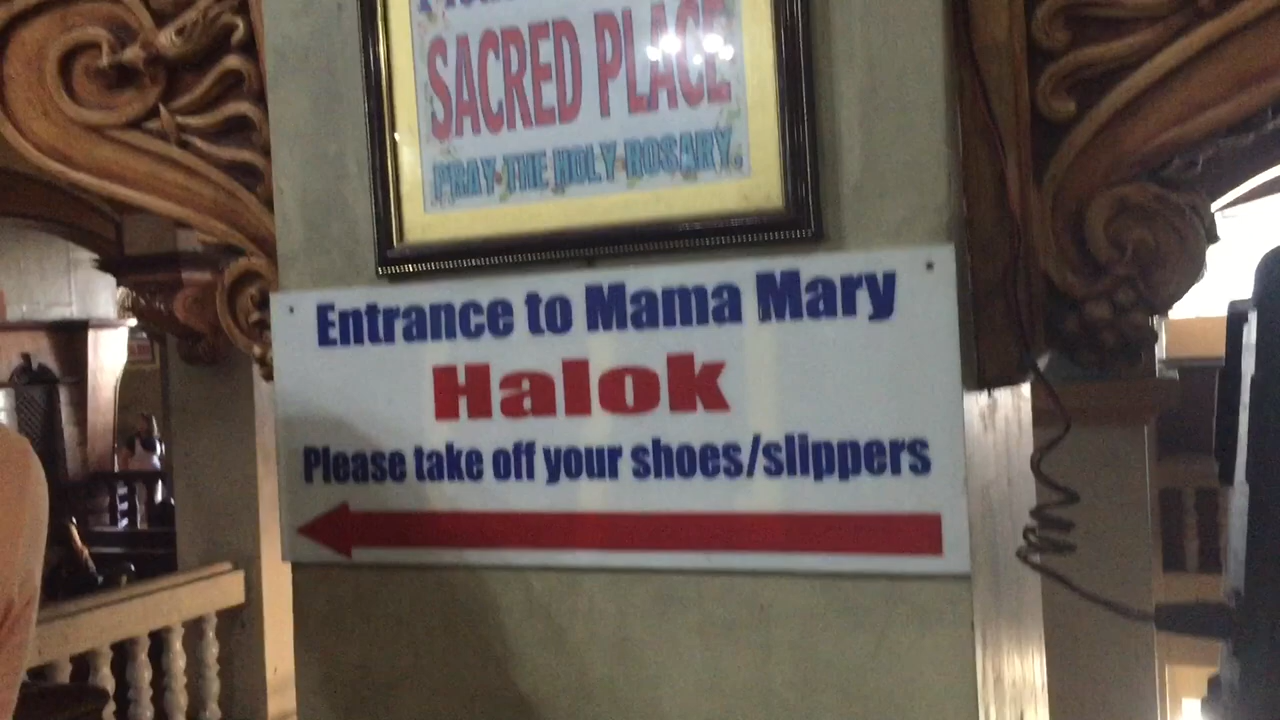 SACRED PLACE
PRAY THE HOLY ROSARY.
Entrance to Mama Mary
Halok
Please take off your shoes/slippers